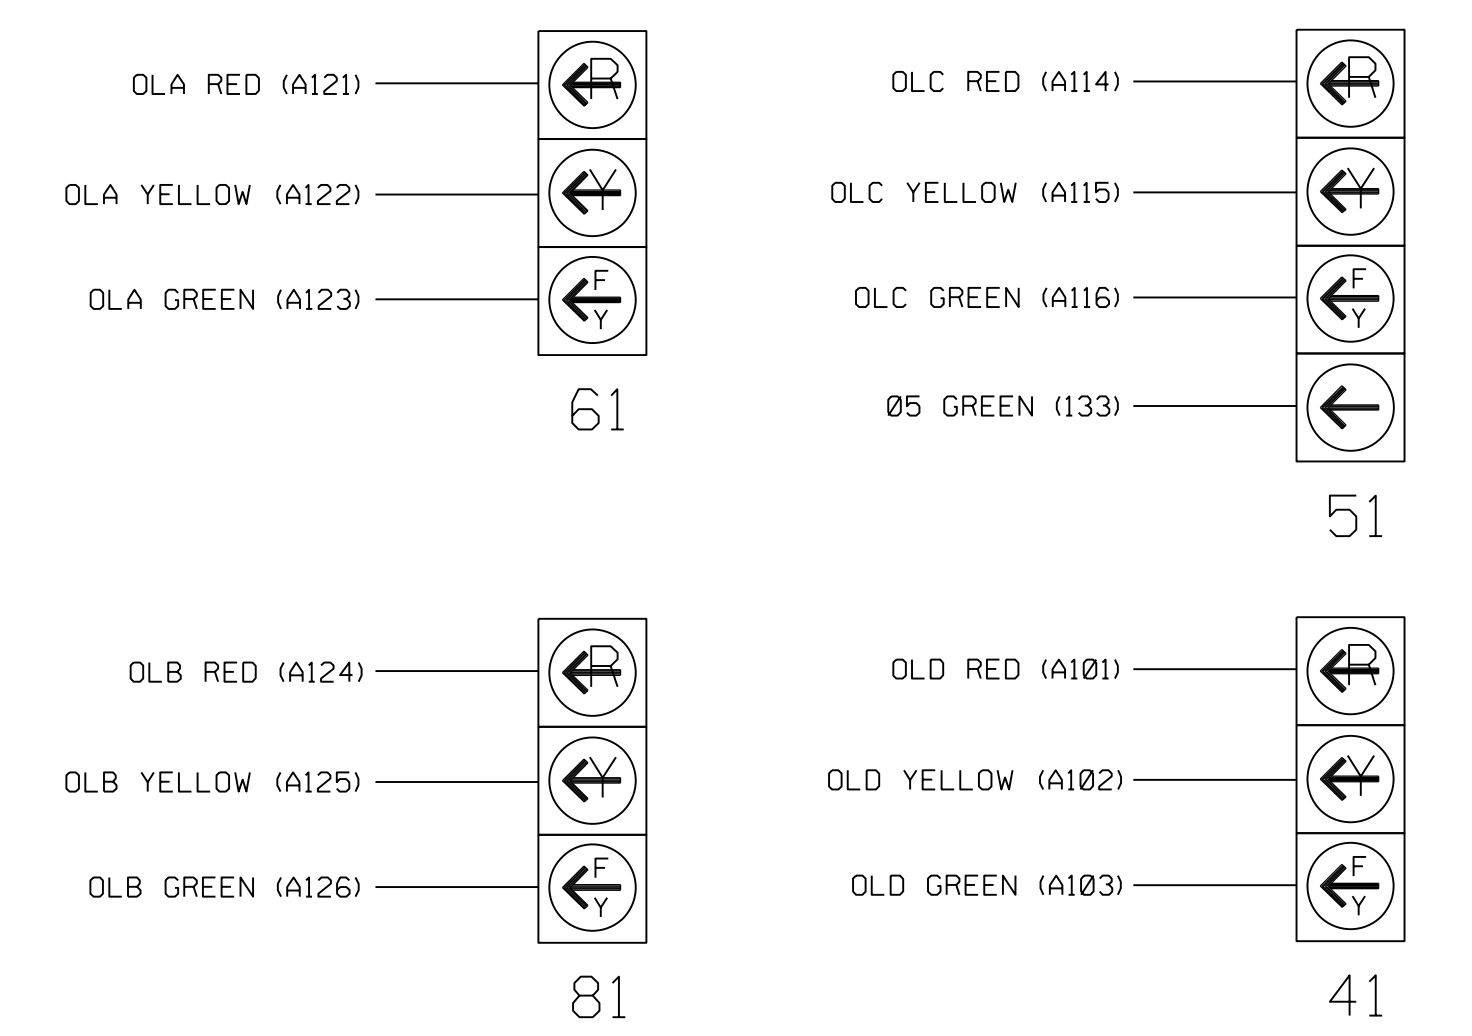 OLA RED (A121)
R
OLA YELLOW (A122)
Y
OLA GREEN (A123)
F
Y
61
OLC RED (A114)
R
OLC YELLOW (A115)
Y
OLC GREEN (A116)
F
Y
Ø5 GREEN (133)
51
OLB RED (A124)
R
OLB YELLOW (A125)
Y
OLB GREEN (A126)
F
Y
81
OLD RED (A1Ø1)
R
OLD YELLOW (A1Ø2)
Y
OLD GREEN (A1Ø3)
F
Y
41